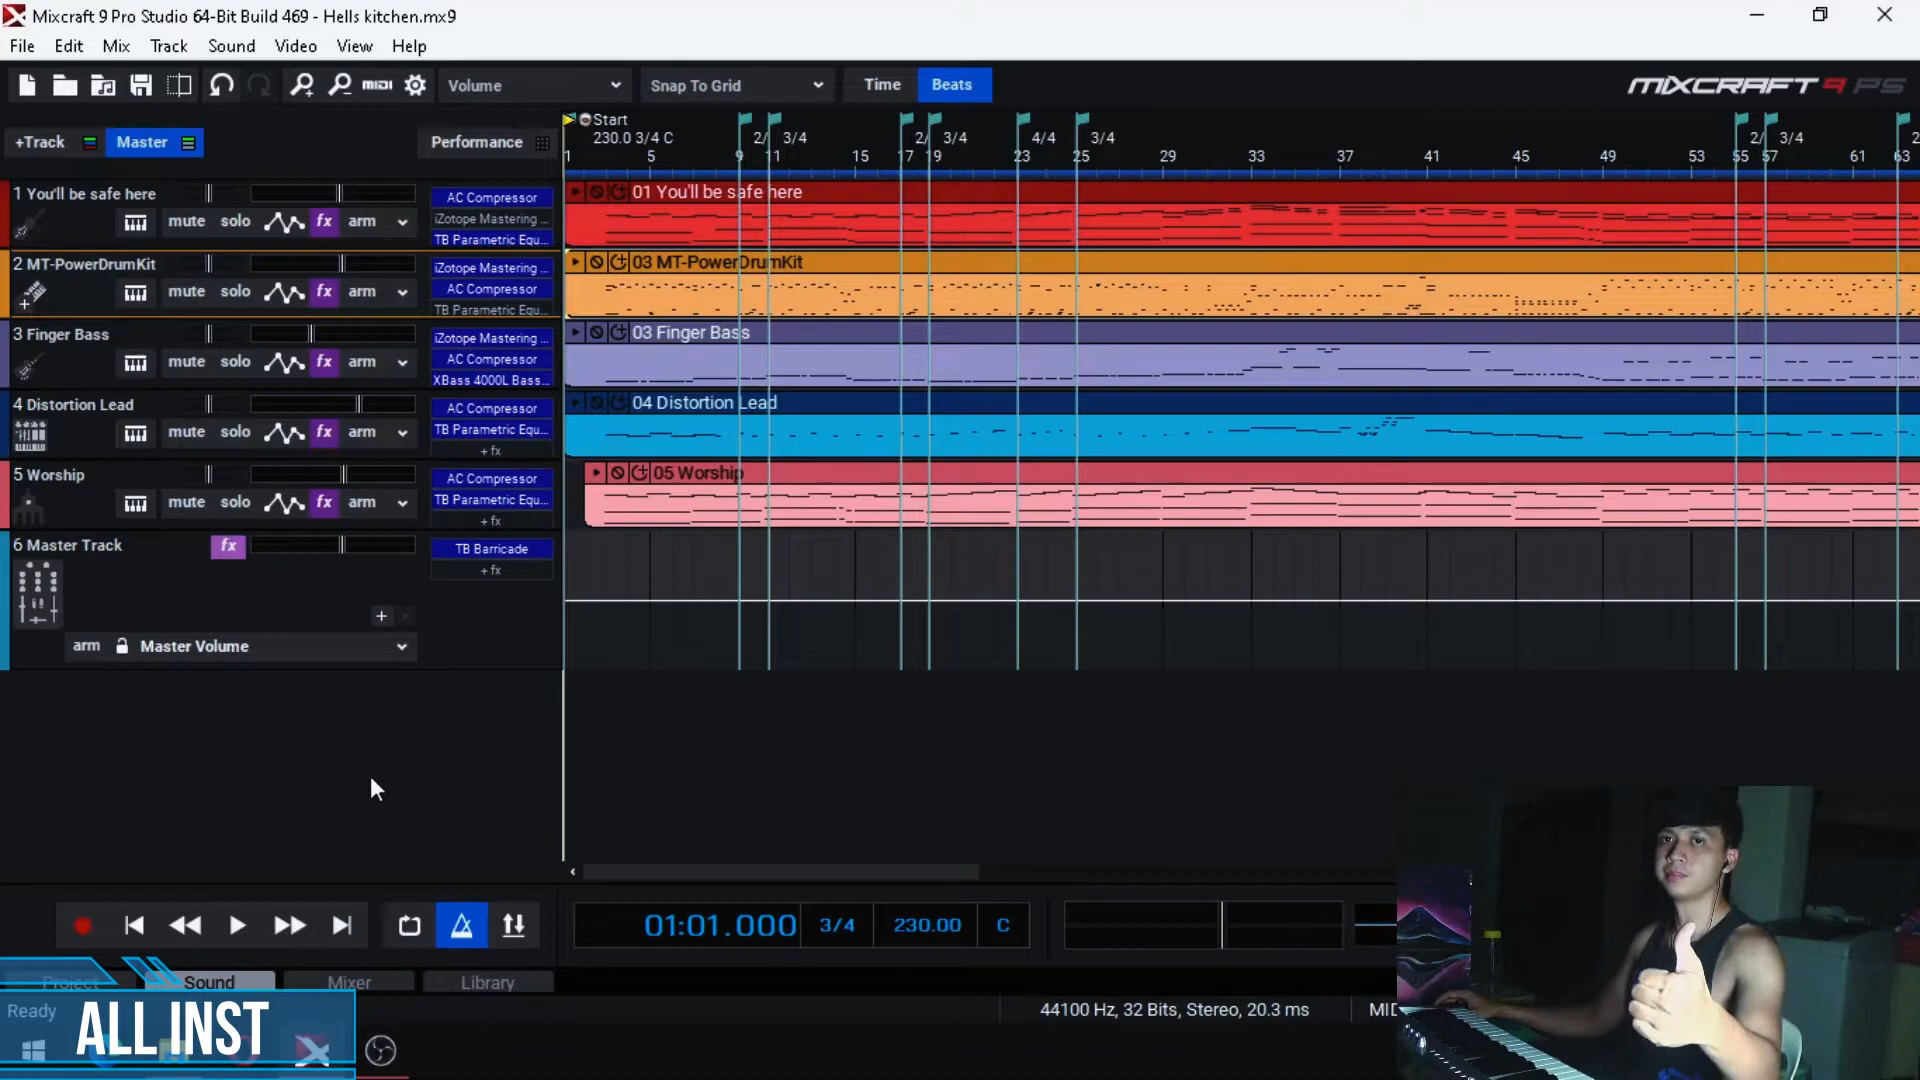 Mixcraft 9 Pro Studio 64-Bit Build 469 - Hells kitchen.mx9
File Edit Mix Track Sound Video View Help
MIDI Volume Snap To Grid Time Beats MIXCRAFT 9 PS
Start
230.0 3/4 C 2/ 3/4 2/ 3/4 4/4 3/4 2/ 3/4 2
+Track Master Performance
1 5 9 11 15 17 19 23 25 29 33 37 41 45 49 53 55 57 61 63
1 You'll be safe here
mute solo fx arm
AC Compressor
iZotope Mastering ...
TB Parametric Equ...
01 You'll be safe here
2 MT-PowerDrumKit
mute solo fx arm
iZotope Mastering ...
AC Compressor
TB Parametric Equ...
03 MT-PowerDrumKit
3 Finger Bass
mute solo fx arm
iZotope Mastering ...
AC Compressor
XBass 4000L Bass...
03 Finger Bass
4 Distortion Lead
mute solo fx arm
AC Compressor
TB Parametric Equ...
+ fx
04 Distortion Lead
5 Worship
mute solo fx arm
AC Compressor
TB Parametric Equ...
+ fx
05 Worship
6 Master Track fx
TB Barricade
+ fx
arm Master Volume
01:01.000 3/4 230.00 C
Project Sound Mixer Library
Ready
44100 Hz, 32 Bits, Stereo, 20.3 ms
ALL INST